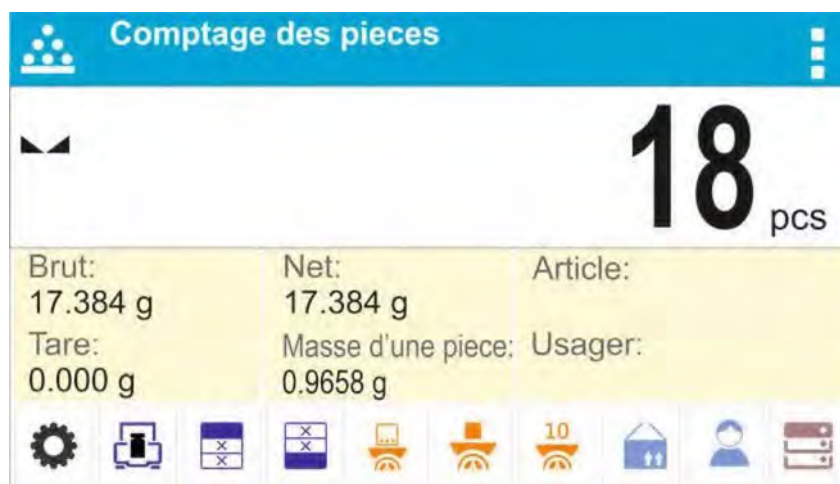 Comptage des pieces
18 pcs
Brut: Net: Article:
17.384 g 17.384 g
Tare: Masse d'une piece: Usager:
0.000 g 0.9658 g
10